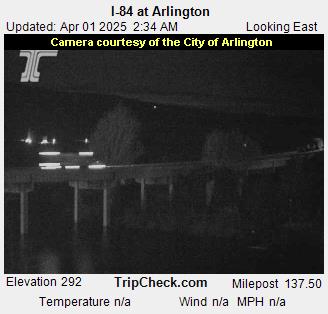 I-84 at Arlington
Updated: Apr 01 2025 2:34 AM Looking East
Camera courtesy of the City of Arlington
Elevation 292 TripCheck.com Milepost 137.50
Temperature n/a Wind n/a MPH n/a